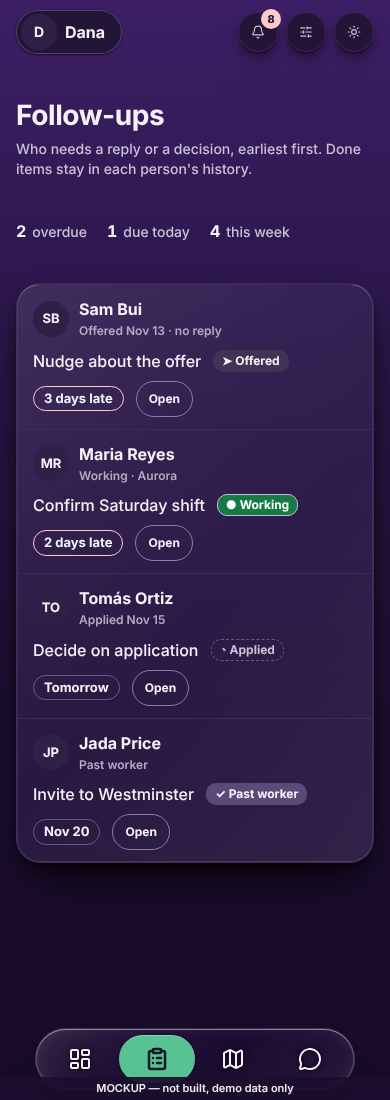 D Dana
8
Follow-ups
Who needs a reply or a decision, earliest first. Done
items stay in each person's history.
2 overdue 1 due today 4 this week
SB
Sam Bui
Offered Nov 13 · no reply
Nudge about the offer ➤ Offered
3 days late Open
MR
Maria Reyes
Working · Aurora
Confirm Saturday shift ● Working
2 days late Open
TO
Tomás Ortiz
Applied Nov 15
Decide on application Applied
Tomorrow Open
JP
Jada Price
Past worker
Invite to Westminster ✓ Past worker
Nov 20 Open
MOCKUP — not built, demo data only